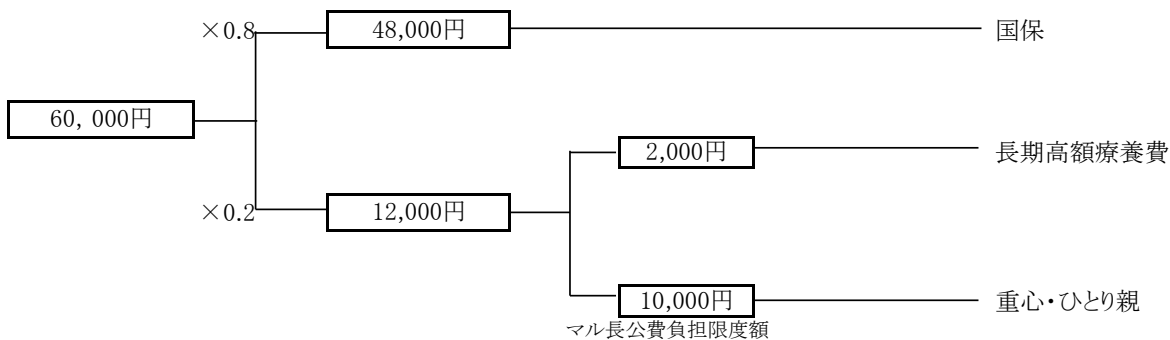 ×0.8
48,000円
国保
60，000円
2,000円
長期高額療養費
×0.2
12,000円
10,000円
重心・ひとり親
マル長公費負担限度額